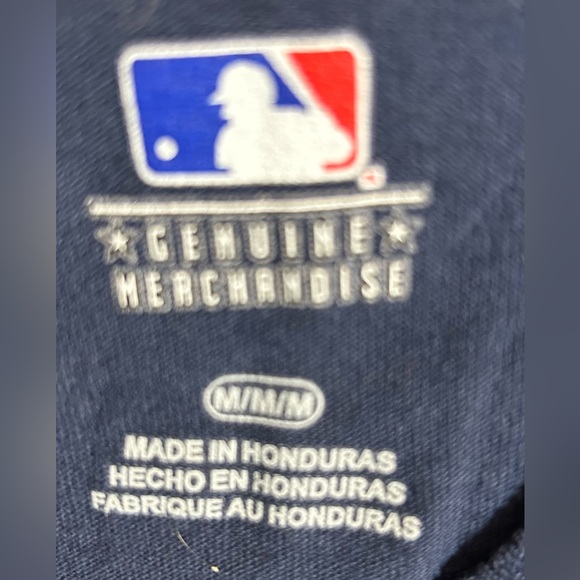 GENUINE
MERCHANDISE
M/M/M
MADE IN HONDURAS
HECHO EN HONDURAS
FABRIQUE AU HONDURAS